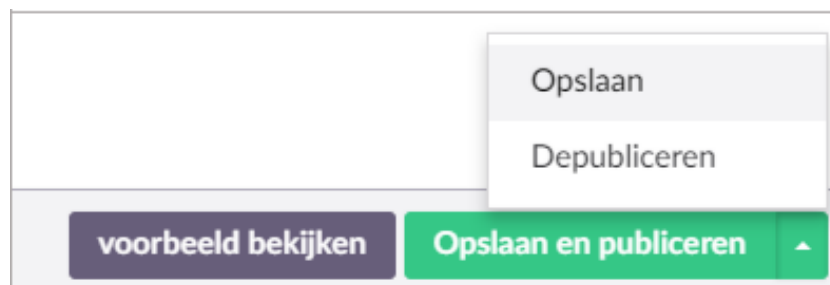 Opslaan
Depubliceren
voorbeeld bekijken
Opslaan en publiceren